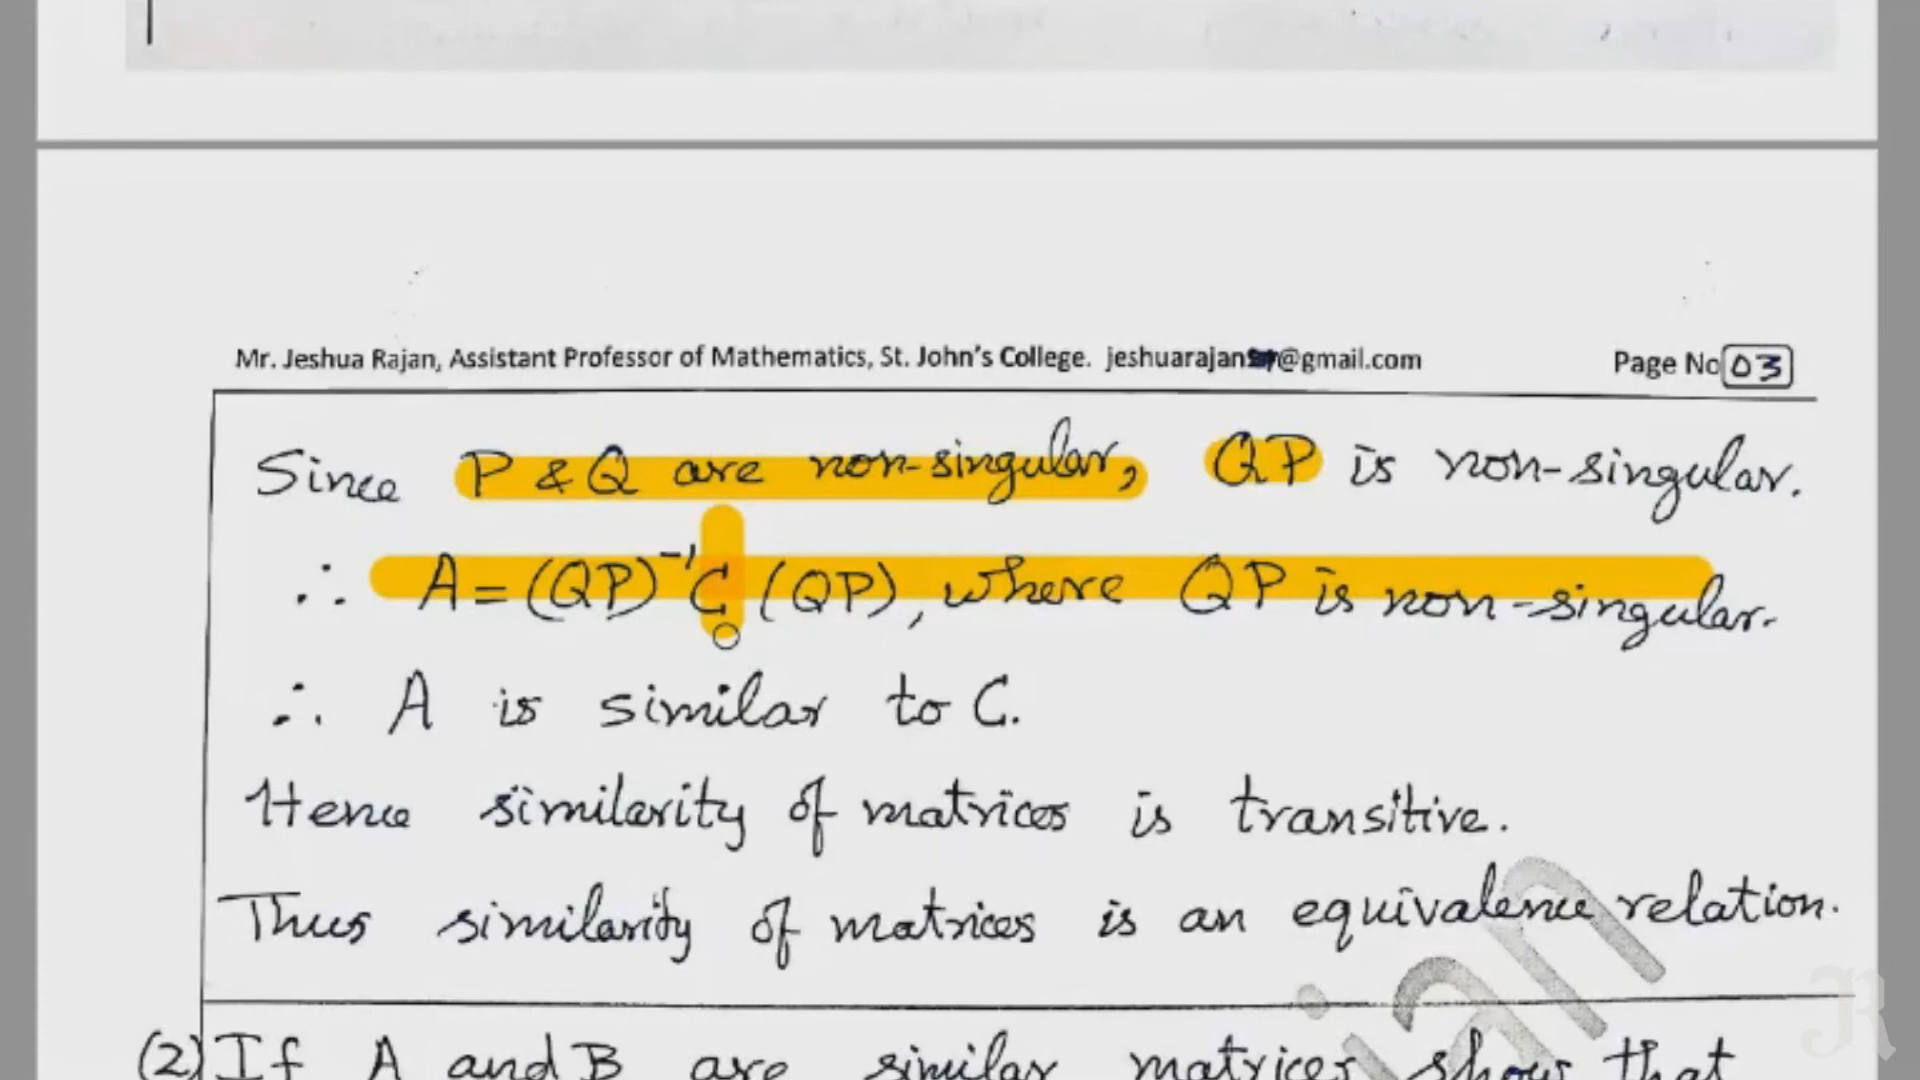 Mr. Jeshua Rajan, Assistant Professor of Mathematics, St. John's College. jeshuarajan@gmail.com Page No 03
Since P & Q are non-singular, QP is non-singular.
∴ A = (QP)⁻¹ C (QP), where QP is non-singular.
∴ A is similar to C.
Hence similarity of matrices is transitive.
Thus similarity of matrices is an equivalence relation.
(2) If A and B are similar matrices show that